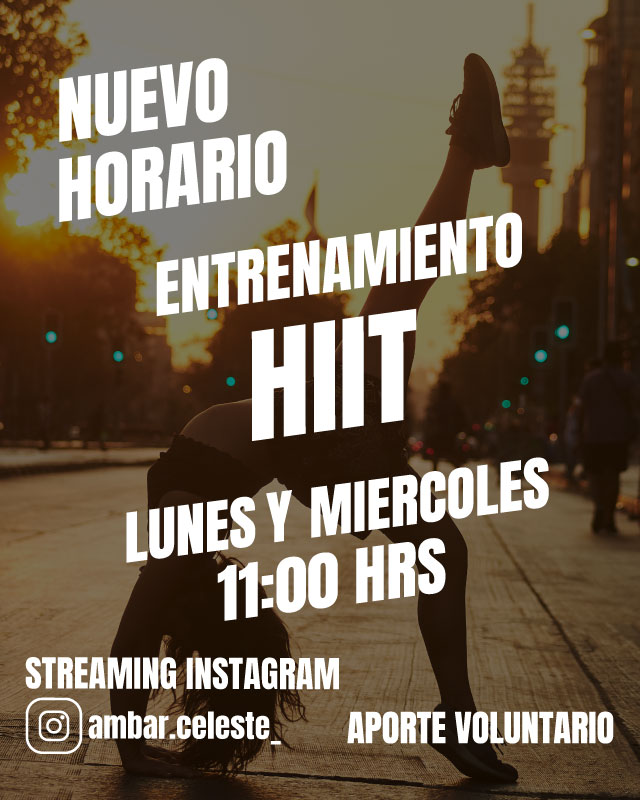 NUEVO
HORARIO
ENTRENAMIENTO
HIIT
LUNES Y MIERCOLES
11:00 HRS
STREAMING INSTAGRAM
ambar.celeste_
APORTE VOLUNTARIO